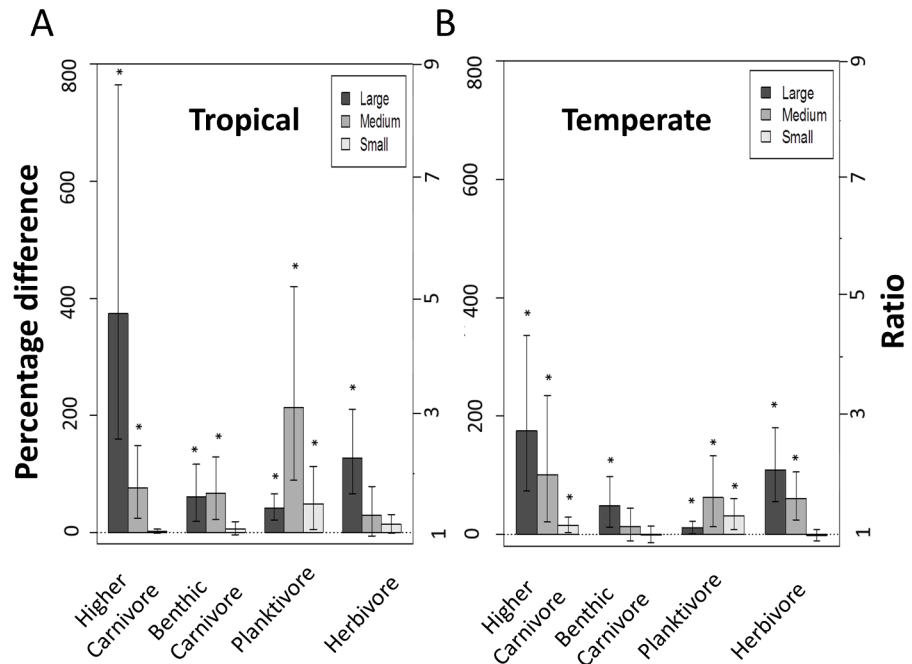 A
B
Percentage difference
800
600
400
200
0
*
*
*
*
*
*
*
*
Tropical
Large
Medium
Small
9
7
5
3
1
Higher
Carnivore
Benthic
Carnivore
Planktivore
Herbivore
800
600
400
200
0
*
*
*
*
*
*
*
*
*
Temperate
Large
Medium
Small
9
7
5
3
1
Ratio
Higher
Carnivore
Benthic
Carnivore
Planktivore
Herbivore